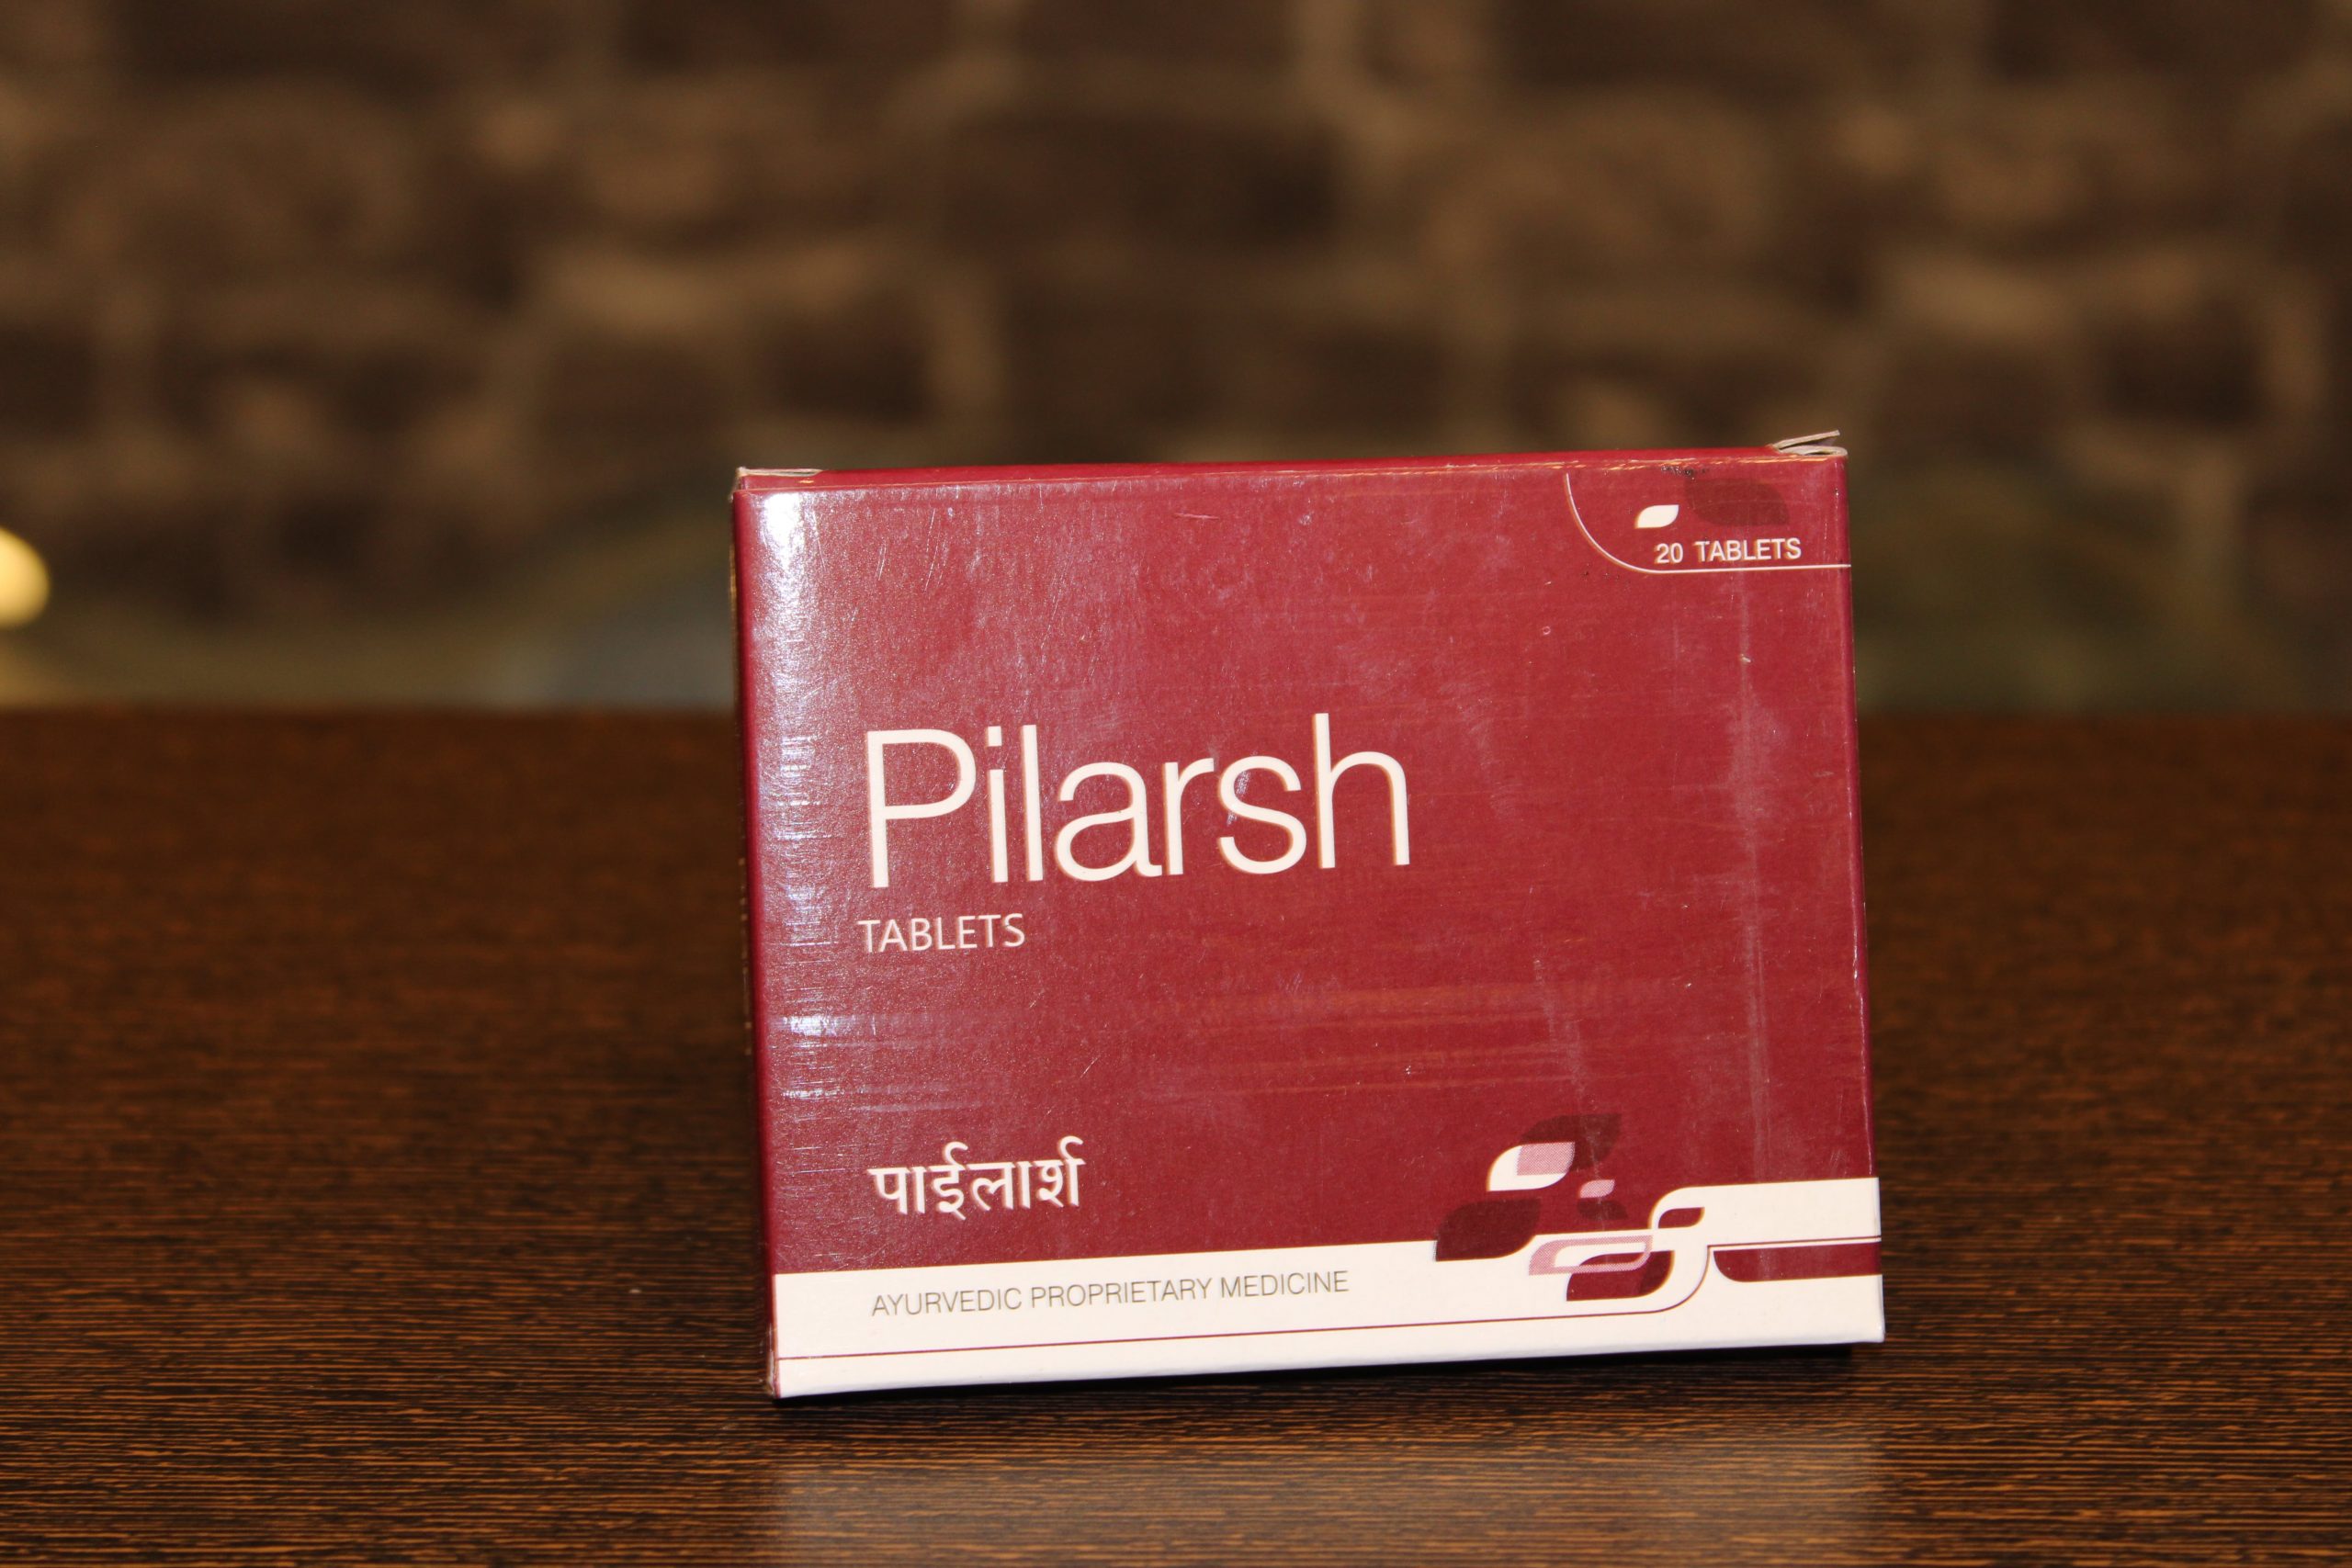 20 TABLETS
Pilarsh
TABLETS
पाईलार्श
AYURVEDIC PROPRIETARY MEDICINE